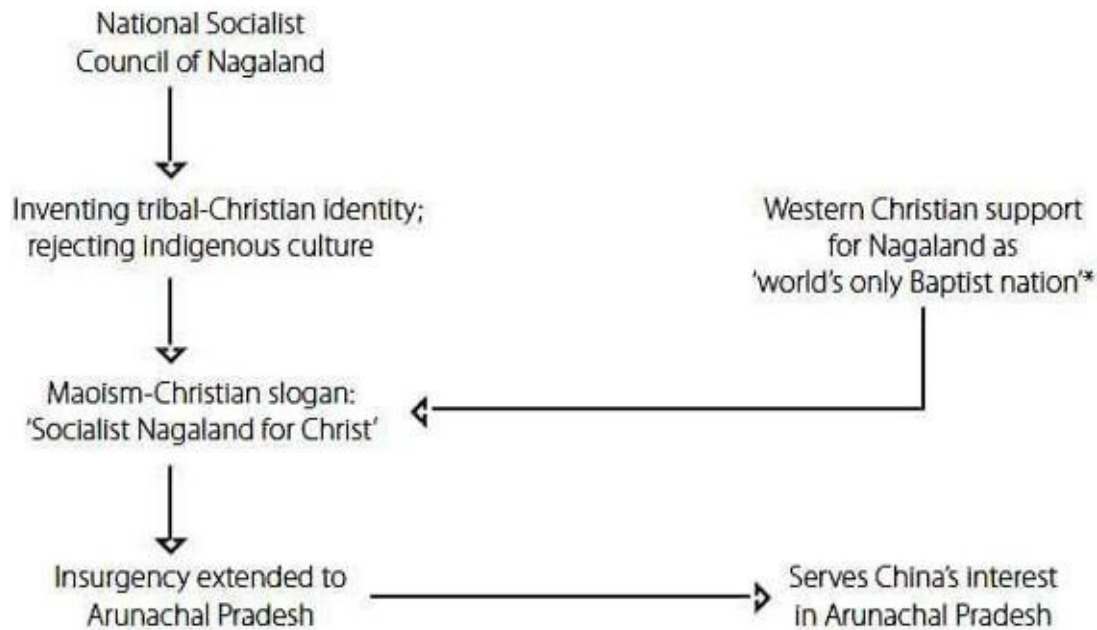 National Socialist
Council of Nagaland
Inventing tribal-Christian identity;
rejecting indigenous culture
Western Christian support
for Nagaland as
'world's only Baptist nation'*
Maoism-Christian slogan:
'Socialist Nagaland for Christ'
Insurgency extended to
Arunachal Pradesh
Serves China's interest
in Arunachal Pradesh